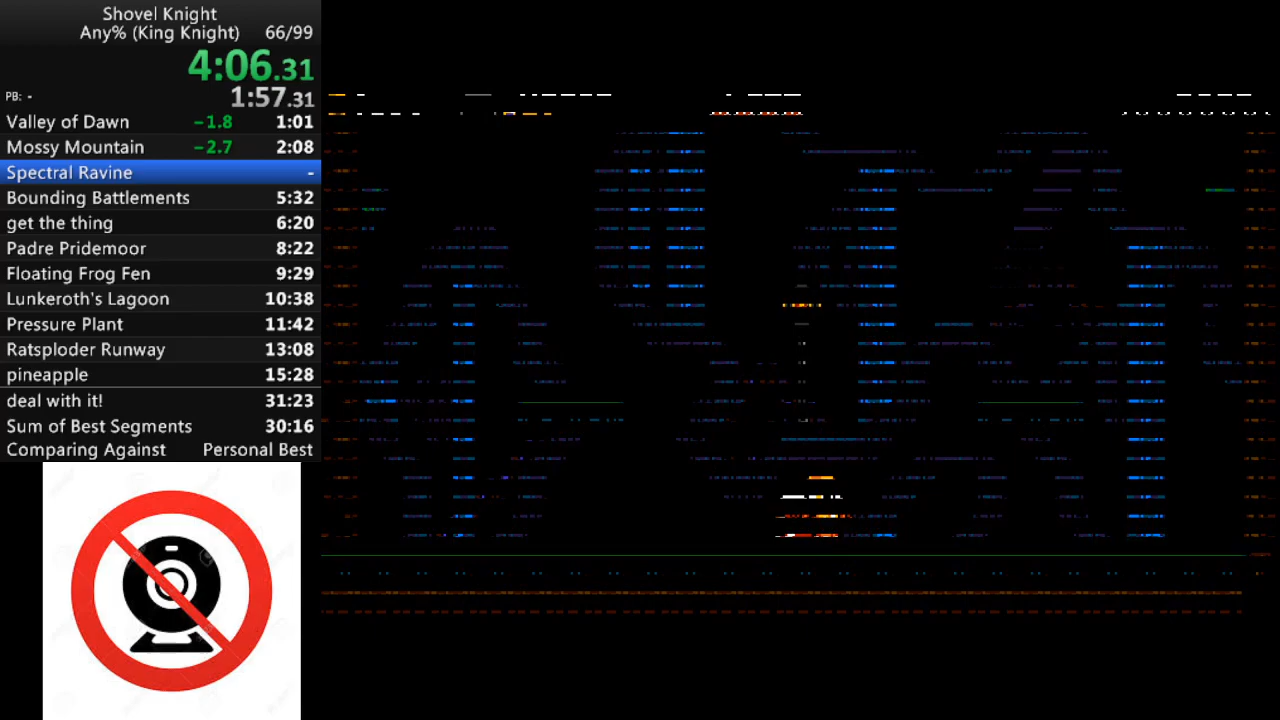 Shovel Knight
Any% (King Knight) 66/99
4:06.31
PB: - 1:57.31
Valley of Dawn -1.8 1:01
Mossy Mountain -2.7 2:08
Spectral Ravine -
Bounding Battlements 5:32
get the thing 6:20
Padre Pridemoor 8:22
Floating Frog Fen 9:29
Lunkeroth's Lagoon 10:38
Pressure Plant 11:42
Ratsploder Runway 13:08
pineapple 15:28
deal with it! 31:23
Sum of Best Segments 30:16
Comparing Against Personal Best